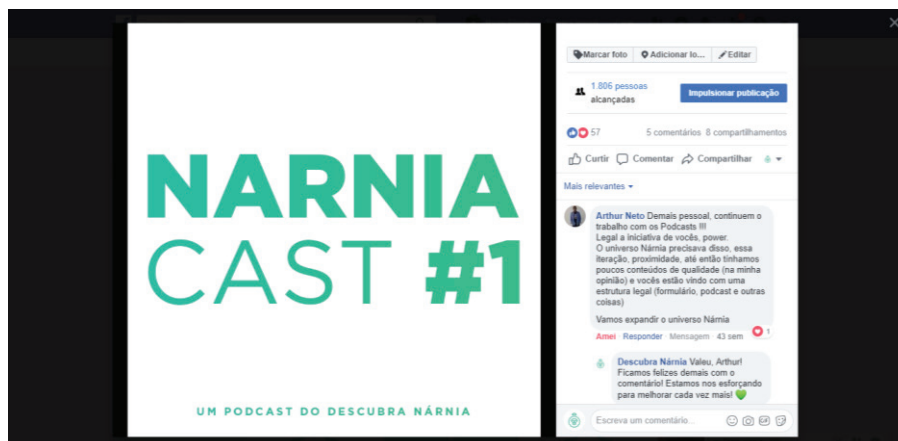 NARNIA
CAST #1
UM PODCAST DO DESCUBRA NÁRNIA
Marcar foto Adicionar lo... Editar
1.806 pessoas
alcançadas
Impulsionar publicação
57 5 comentários 8 compartilhamentos
Curtir Comentar Compartilhar
Mais relevantes
Arthur Neto Demais pessoal, continuem o
trabalho com os Podcasts !!!
Legal a iniciativa de vocês, power.
O universo Nárnia precisava disso, essa
iteração, proximidade, até então tinhamos
poucos conteúdos de qualidade (na minha
opinião) e vocês estão vindo com uma
estrutura legal (formulário, podcast e outras
coisas)
Vamos expandir o universo Nárnia
Amei · Responder · Mensagem · 43 sem
1
Descubra Nárnia Valeu, Arthur!
Ficamos felizes demais com o
comentário! Estamos nos esforçando
para melhorar cada vez mais! 💚
Escreva um comentário...
GIF